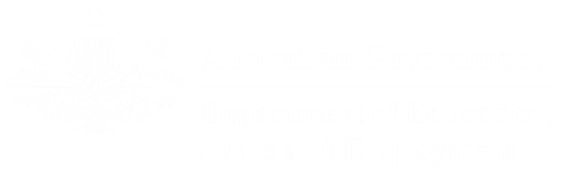 Australian Government
Department of Education,
Skills and Employment